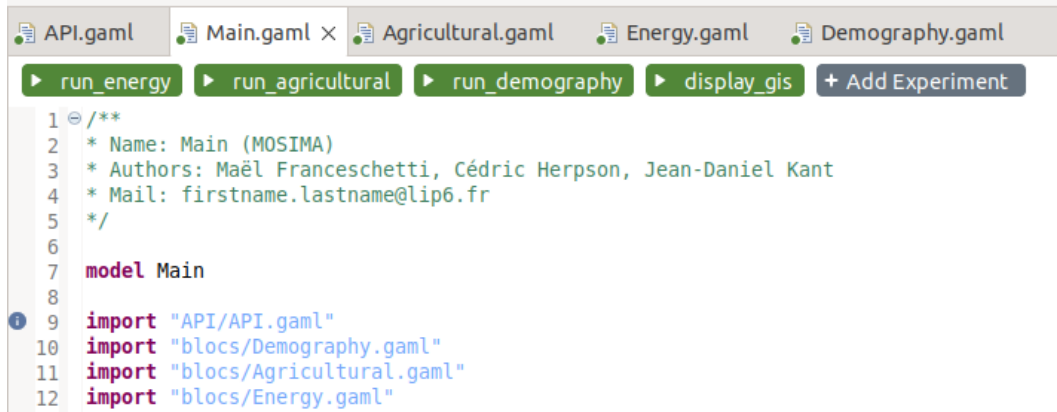 API.gaml Main.gaml Agricultural.gaml Energy.gaml Demography.gaml
run_energy run_agricultural run_demography display_gis + Add Experiment
1 /**
2 * Name: Main (MOSIMA)
3 * Authors: Maël Franceschetti, Cédric Herpson, Jean-Daniel Kant
4 * Mail: firstname.lastname@lip6.fr
5 */
6
7 model Main
8
9 import "API/API.gaml"
10 import "blocs/Demography.gaml"
11 import "blocs/Agricultural.gaml"
12 import "blocs/Energy.gaml"